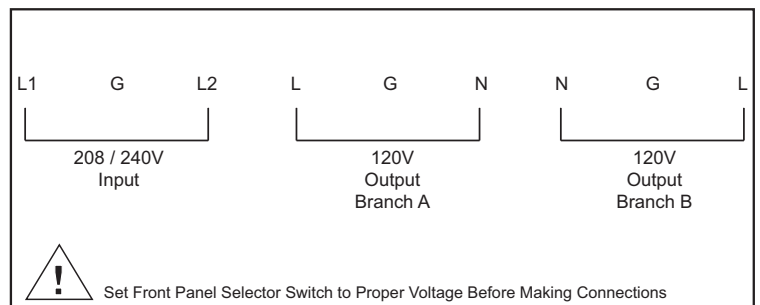 L1 G L2 L G N N G L
208 / 240V 120V 120V
Input Output Output
Branch A Branch B
! Set Front Panel Selector Switch to Proper Voltage Before Making Connections